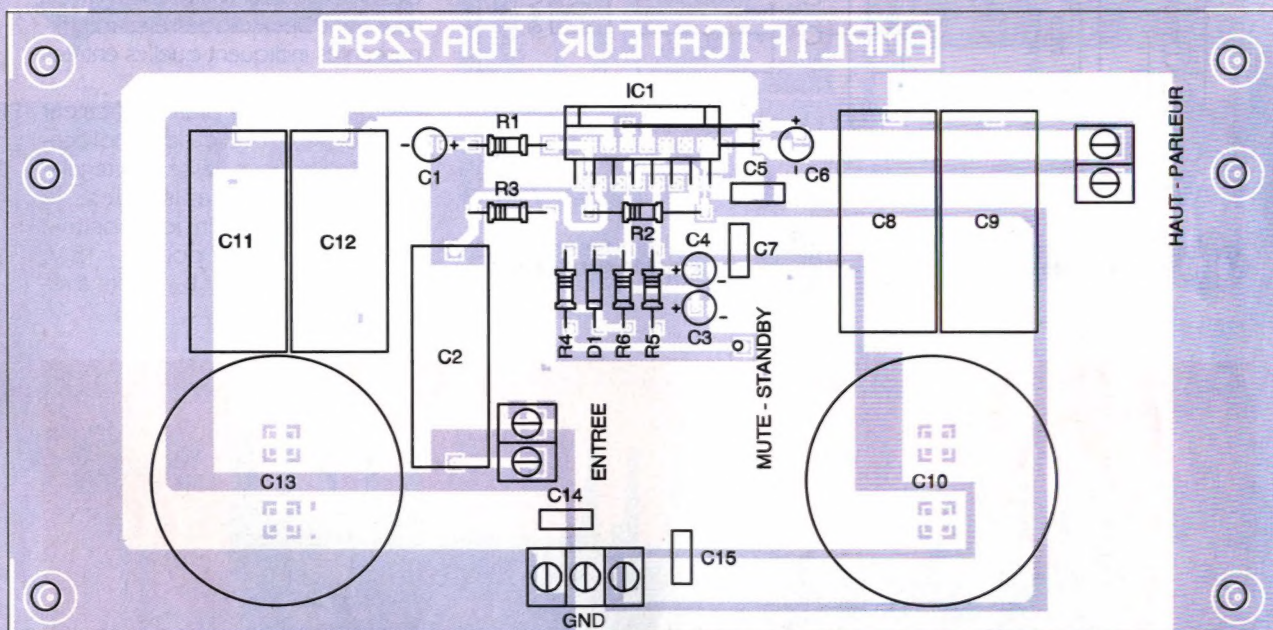 AMPLIFICATEUR TDA7294
IC1
R1
C1
C6
C5
R3
R2
C11
C12
C4
C7
C8
C9
HAUT - PARLEUR
C3
R4
D1
R6
R5
C2
MUTE - STANDBY
ENTREE
C13
C10
C14
C15
GND